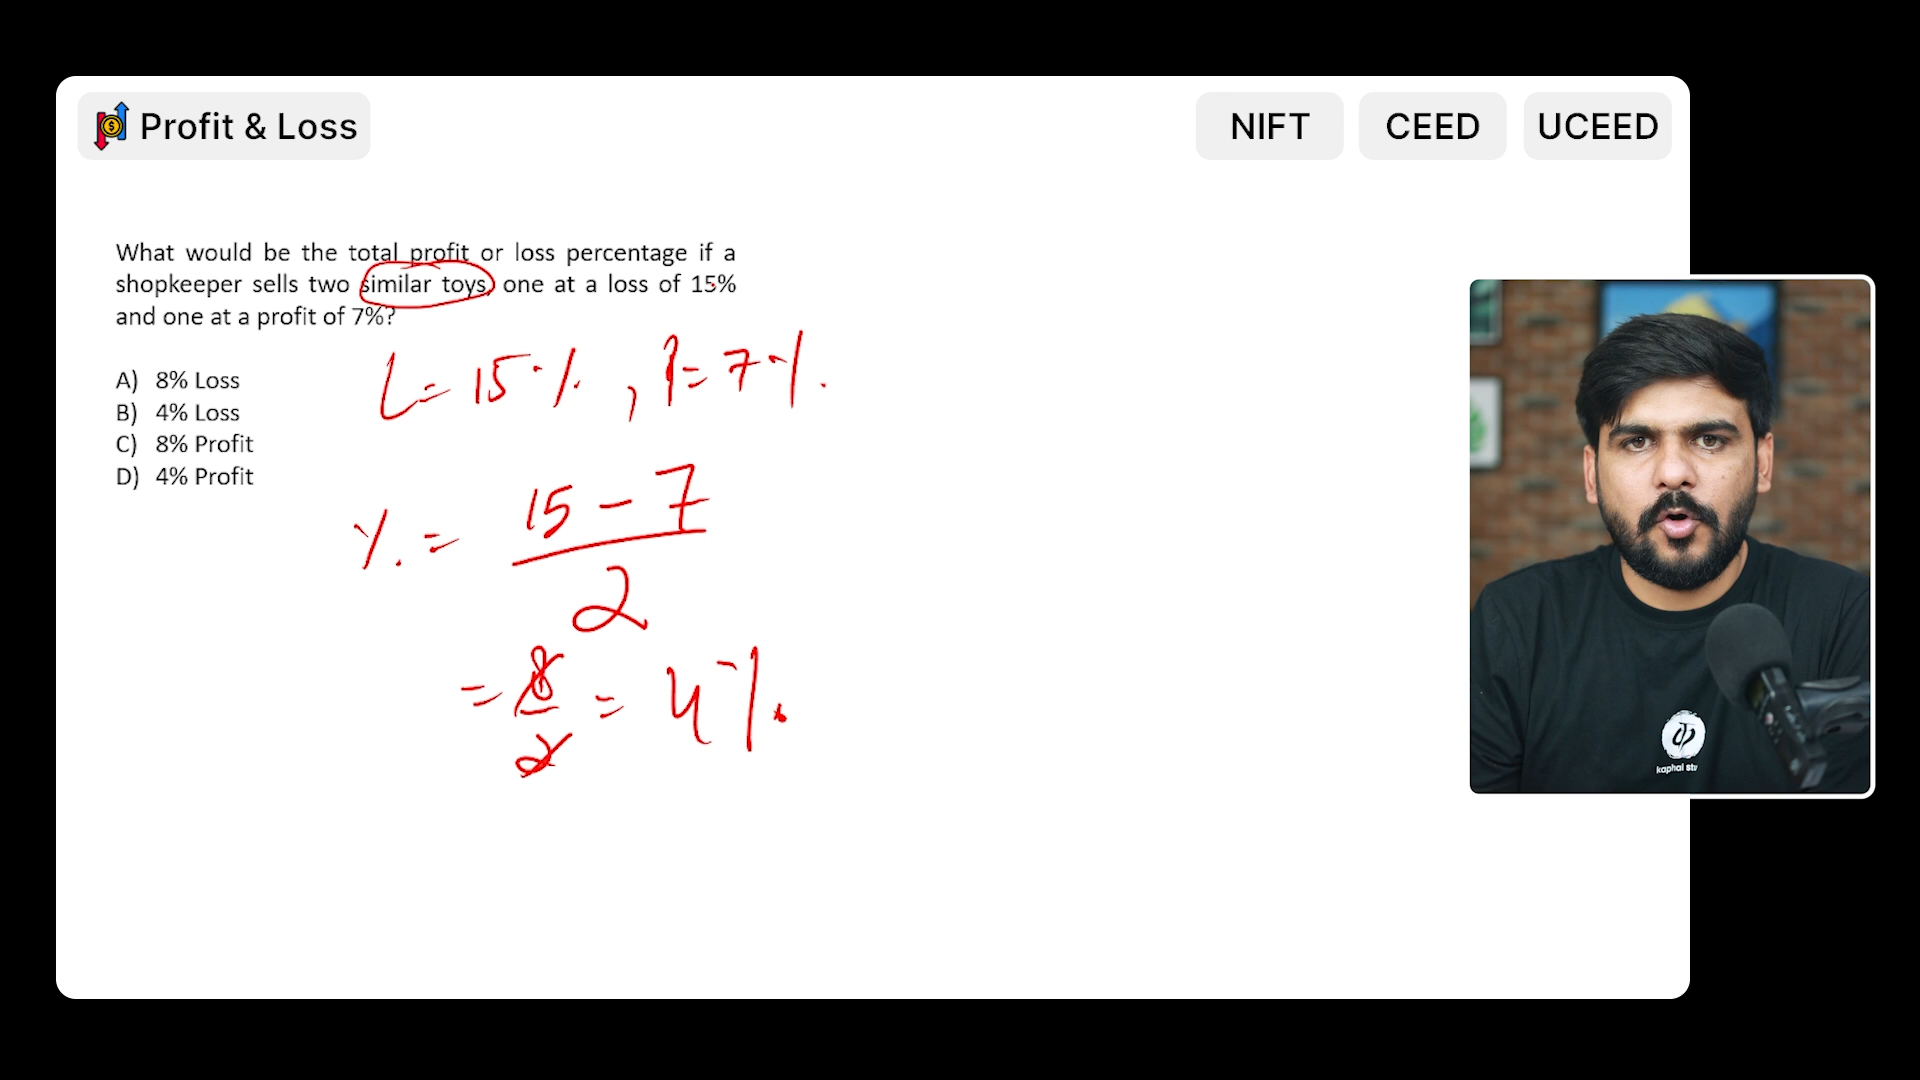 Profit & Loss
NIFT
CEED
UCEED
What would be the total profit or loss percentage if a
shopkeeper sells two similar toys, one at a loss of 15%
and one at a profit of 7%?
A) 8% Loss
B) 4% Loss
C) 8% Profit
D) 4% Profit
L = 15% , P = 7%.
% = 15 - 7
2
= 8
2
= 4%.
क
kaphal